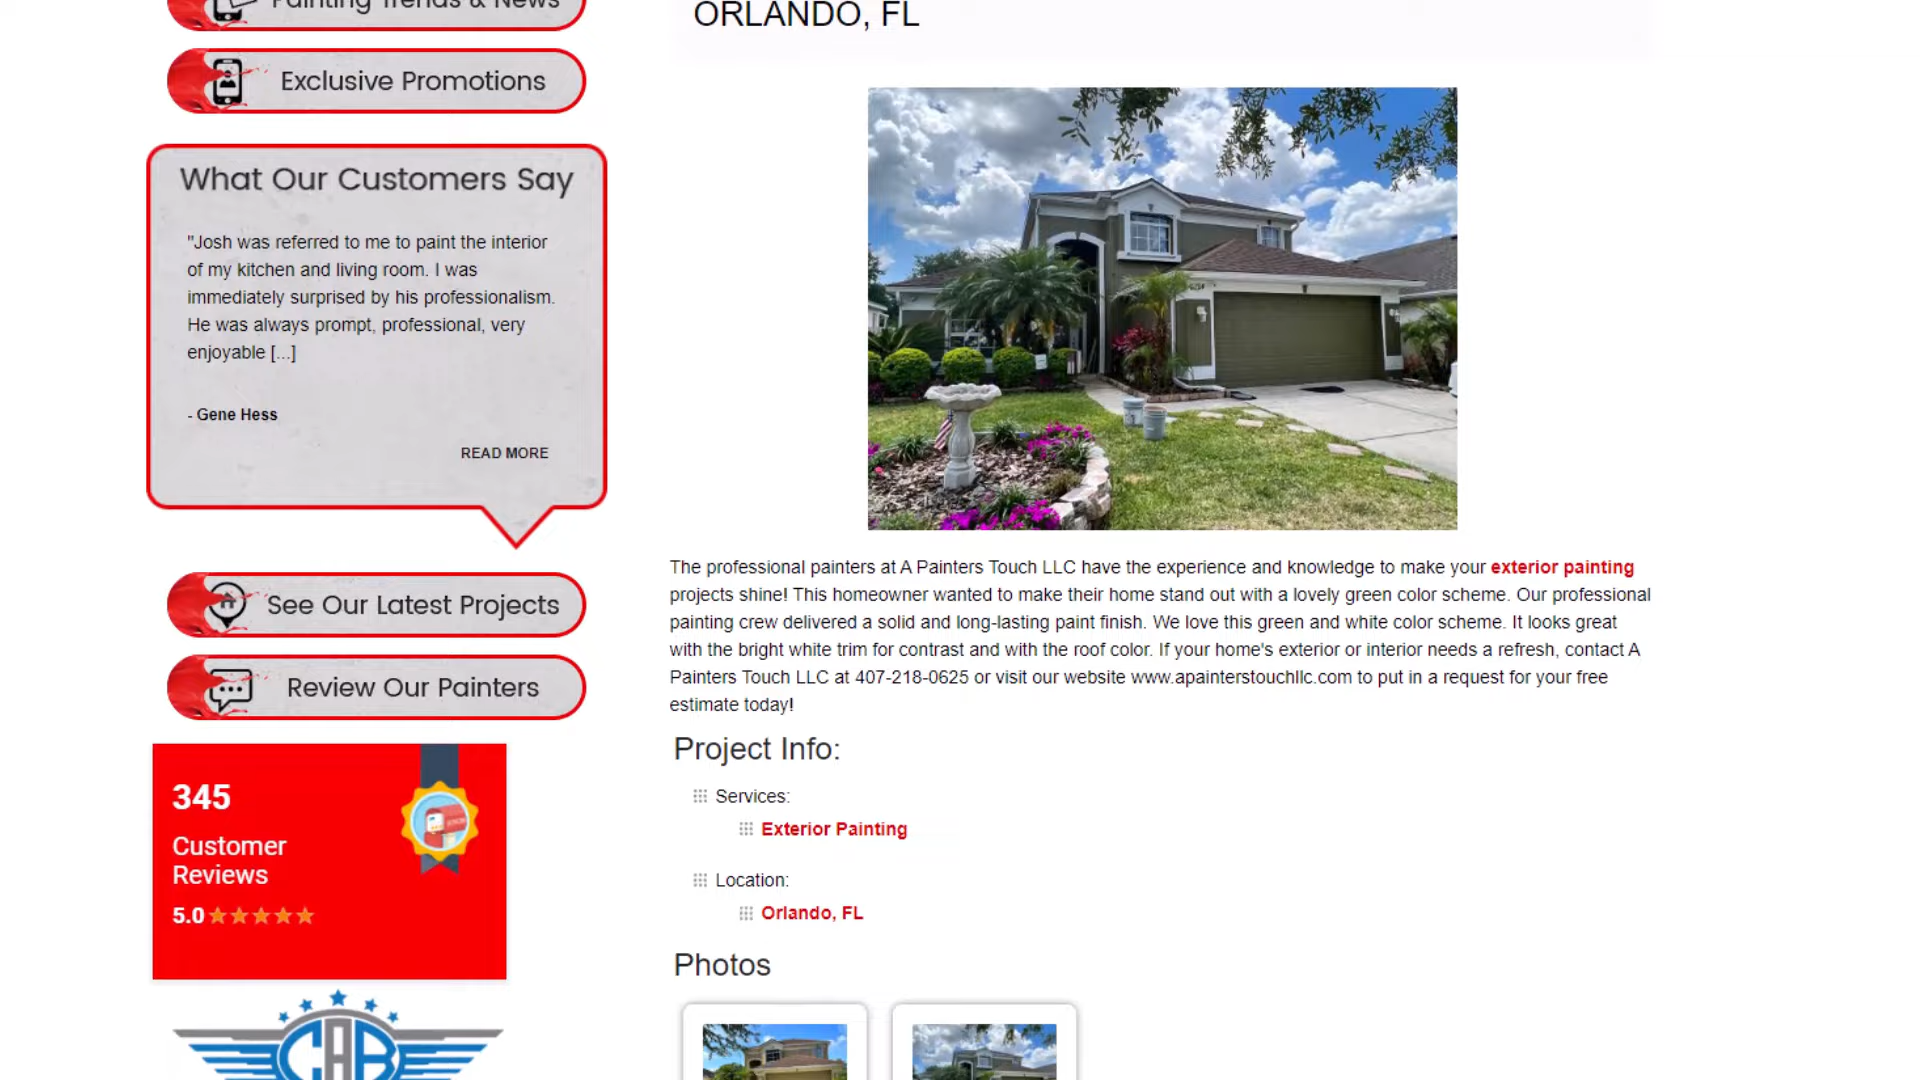 Painting Trends & News
Exclusive Promotions
What Our Customers Say
"Josh was referred to me to paint the interior
of my kitchen and living room. I was
immediately surprised by his professionalism.
He was always prompt, professional, very
enjoyable [...]
- Gene Hess
READ MORE
See Our Latest Projects
Review Our Painters
345
Customer
Reviews
5.0
CAB
ORLANDO, FL
The professional painters at A Painters Touch LLC have the experience and knowledge to make your exterior painting
projects shine! This homeowner wanted to make their home stand out with a lovely green color scheme. Our professional
painting crew delivered a solid and long-lasting paint finish. We love this green and white color scheme. It looks great
with the bright white trim for contrast and with the roof color. If your home's exterior or interior needs a refresh, contact A
Painters Touch LLC at 407-218-0625 or visit our website www.apainterstouchllc.com to put in a request for your free
estimate today!
Project Info:
Services:
Exterior Painting
Location:
Orlando, FL
Photos